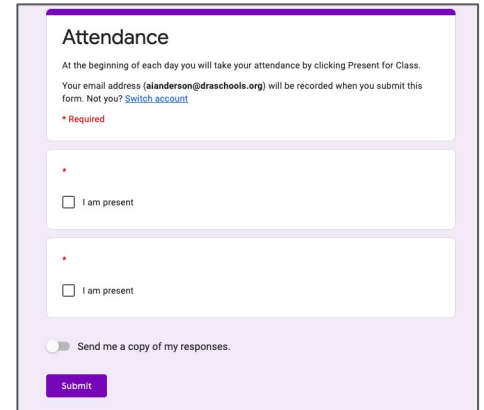 Attendance
At the beginning of each day you will take your attendance by clicking Present for Class.
Your email address (aianderson@draschools.org) will be recorded when you submit this
form. Not you? Switch account
* Required
*
I am present
*
I am present
Send me a copy of my responses.
Submit